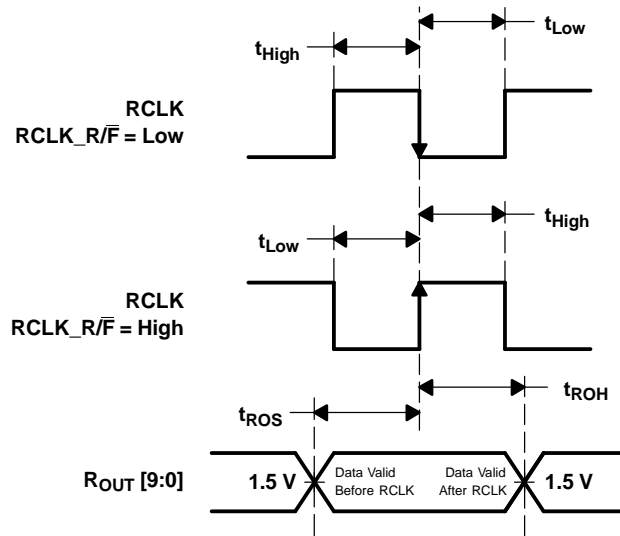 tLow
tHigh
RCLK
RCLK_R/F̅ = Low
tHigh
tLow
RCLK
RCLK_R/F̅ = High
tROS
tROH
ROUT [9:0]
1.5 V
Data Valid
Before RCLK
Data Valid
After RCLK
1.5 V